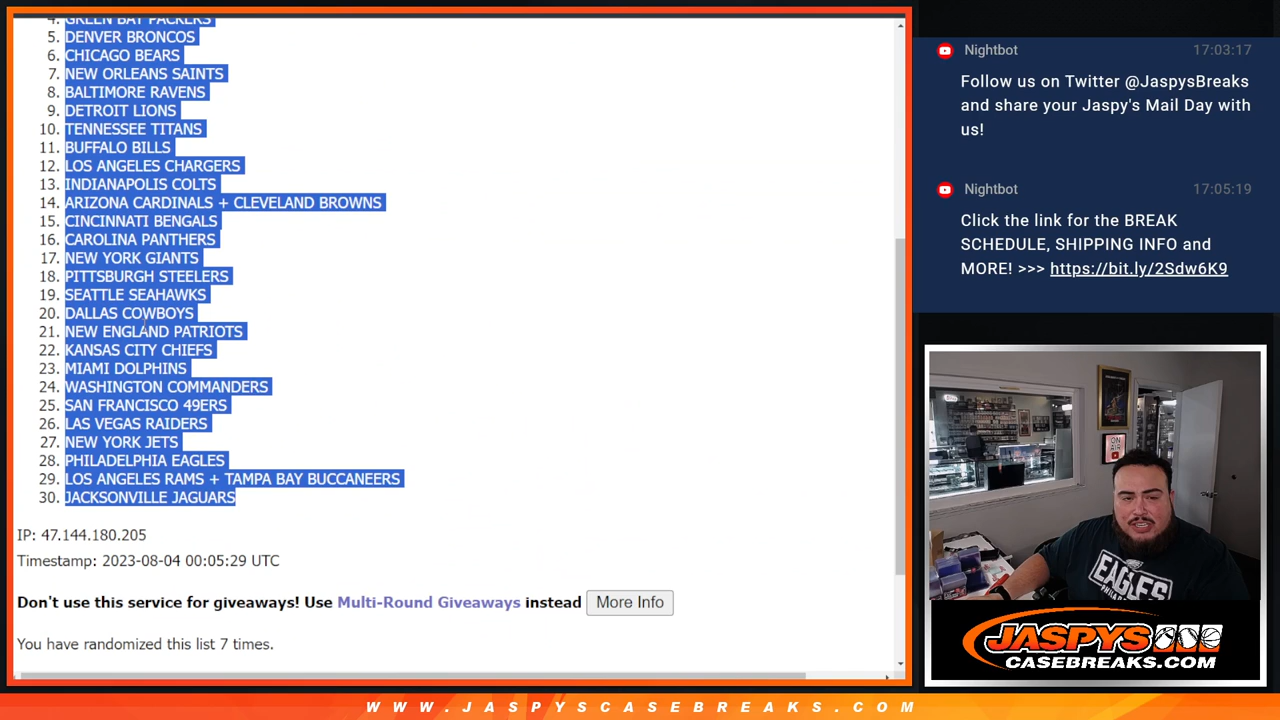 4. GREEN BAY PACKERS
5. DENVER BRONCOS
6. CHICAGO BEARS
7. NEW ORLEANS SAINTS
8. BALTIMORE RAVENS
9. DETROIT LIONS
10. TENNESSEE TITANS
11. BUFFALO BILLS
12. LOS ANGELES CHARGERS
13. INDIANAPOLIS COLTS
14. ARIZONA CARDINALS + CLEVELAND BROWNS
15. CINCINNATI BENGALS
16. CAROLINA PANTHERS
17. NEW YORK GIANTS
18. PITTSBURGH STEELERS
19. SEATTLE SEAHAWKS
20. DALLAS COWBOYS
21. NEW ENGLAND PATRIOTS
22. KANSAS CITY CHIEFS
23. MIAMI DOLPHINS
24. WASHINGTON COMMANDERS
25. SAN FRANCISCO 49ERS
26. LAS VEGAS RAIDERS
27. NEW YORK JETS
28. PHILADELPHIA EAGLES
29. LOS ANGELES RAMS + TAMPA BAY BUCCANEERS
30. JACKSONVILLE JAGUARS
IP: 47.144.180.205
Timestamp: 2023-08-04 00:05:29 UTC
Don't use this service for giveaways! Use Multi-Round Giveaways instead More Info
You have randomized this list 7 times.
Nightbot 17:03:17
Follow us on Twitter @JaspysBreaks
and share your Jaspy's Mail Day with
us!
Nightbot 17:05:19
Click the link for the BREAK
SCHEDULE, SHIPPING INFO and
MORE! >>> https://bit.ly/2Sdw6K9
ON
AIR
EAGLES
JASPYS
CASEBREAKS.COM
WWW.JASPYSCASEBREAKS.COM